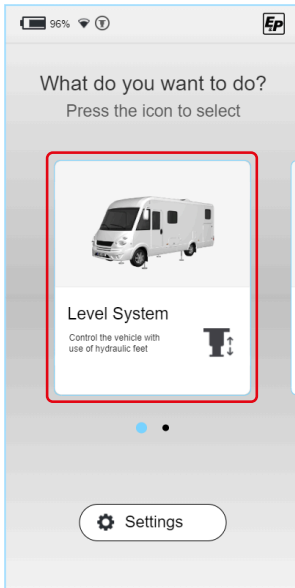 96% EP
What do you want to do?
Press the icon to select
Level System
Control the vehicle with
use of hydraulic feet
Settings